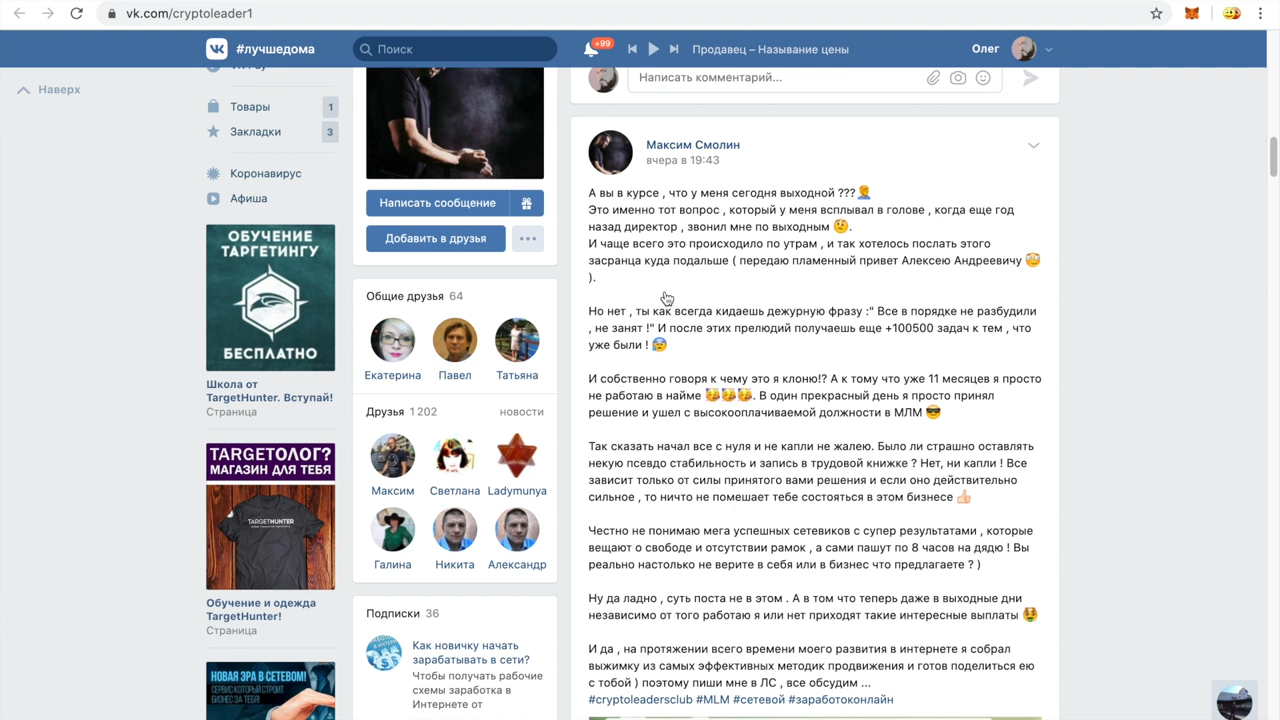 vk.com/cryptoleader1
#лучшедома
Поиск
+99
Продавец – Называние цены
Олег
Наверх
Товары 1
Закладки 3
Коронавирус
Афиша
ОБУЧЕНИЕ
ТАРГЕТИНГУ
БЕСПЛАТНО
Школа от
TargetHunter. Вступай!
Страница
TARGETОЛОГ?
МАГАЗИН ДЛЯ ТЕБЯ
TARGETHUNTER
Обучение и одежда
TargetHunter!
Страница
НОВАЯ ЭРА В СЕТЕВОМ!
СЕРВИС КОТОРЫЙ СТРОИТ
БИЗНЕС ЗА ТЕБЯ!
Написать сообщение
Добавить в друзья
Общие друзья 64
Екатерина Павел Татьяна
Друзья 1 202 новости
Максим Светлана Ladymunya
Галина Никита Александр
Подписки 36
Как новичку начать
зарабатывать в сети?
Чтобы получать рабочие
схемы заработка в
Интернете от
Написать комментарий...
Максим Смолин
вчера в 19:43
А вы в курсе , что у меня сегодня выходной ???🤦‍♂️
Это именно тот вопрос , который у меня всплывал в голове , когда еще год
назад директор , звонил мне по выходным 🤨.
И чаще всего это происходило по утрам , и так хотелось послать этого
засранца куда подальше ( передаю пламенный привет Алексею Андреевичу 😳
).
Но нет , ты как всегда кидаешь дежурную фразу :" Все в порядке не разбудили
, не занят !" И после этих прелюдий получаешь еще +100500 задач к тем , что
уже были ! 😰
И собственно говоря к чему это я клоню!? А к тому что уже 11 месяцев я просто
не работаю в найме 🥳🥳🥳. В один прекрасный день я просто принял
решение и ушел с высокооплачиваемой должности в МЛМ 😎
Так сказать начал все с нуля и не капли не жалею. Было ли страшно оставлять
некую псевдо стабильность и запись в трудовой книжке ? Нет, ни капли ! Все
зависит только от силы принятого вами решения и если оно действительно
сильное , то ничто не помешает тебе состояться в этом бизнесе 👍🏻
Честно не понимаю мега успешных сетевиков с супер результатами , которые
вещают о свободе и отсутствии рамок , а сами пашут по 8 часов на дядю ! Вы
реально настолько не верите в себя или в бизнес что предлагаете ? )
Ну да ладно , суть поста не в этом . А в том что теперь даже в выходные дни
независимо от того работаю я или нет приходят такие интересные выплаты 🤑
И да , на протяжении всего времени моего развития в интернете я собрал
выжимку из самых эффективных методик продвижения и готов поделиться ею
с тобой ) поэтому пиши мне в ЛС , все обсудим ...
#cryptoleadersclub #MLM #сетевой #заработоконлайн